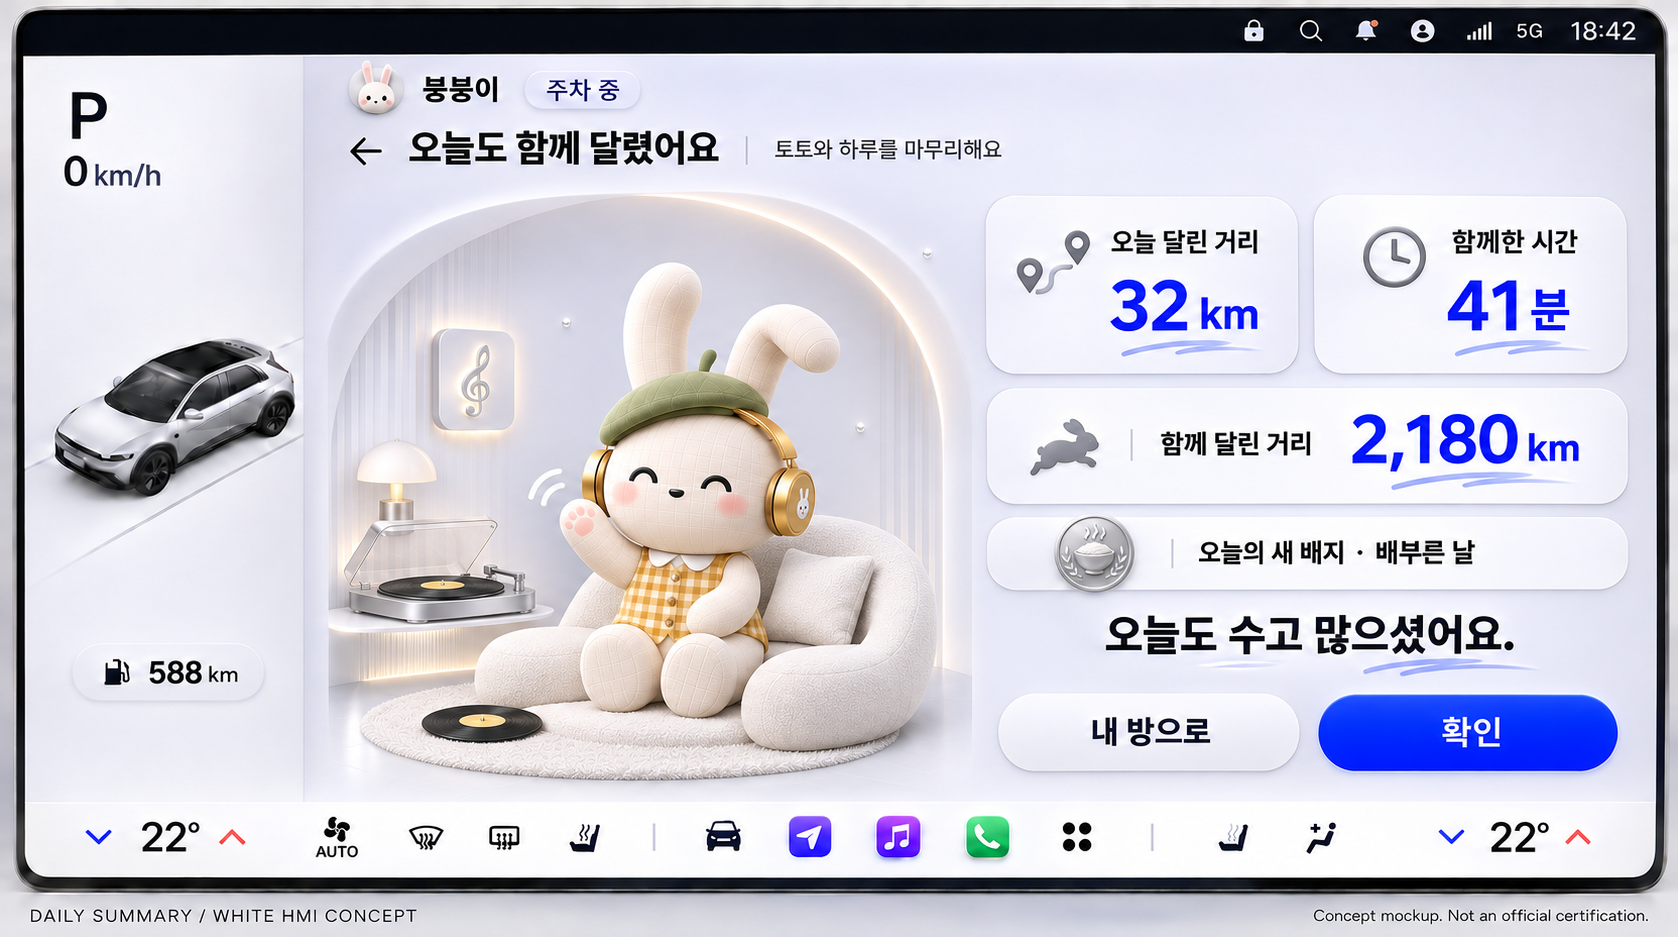 5G 18:42
P
0 km/h
588 km
붕붕이 주차 중
오늘도 함께 달렸어요 토토와 하루를 마무리해요
오늘 달린 거리
32 km
함께한 시간
41분
함께 달린 거리 2,180 km
오늘의 새 배지 · 배부른 날
오늘도 수고 많으셨어요.
내 방으로 확인
22° AUTO 22°
DAILY SUMMARY / WHITE HMI CONCEPT
Concept mockup. Not an official certification.